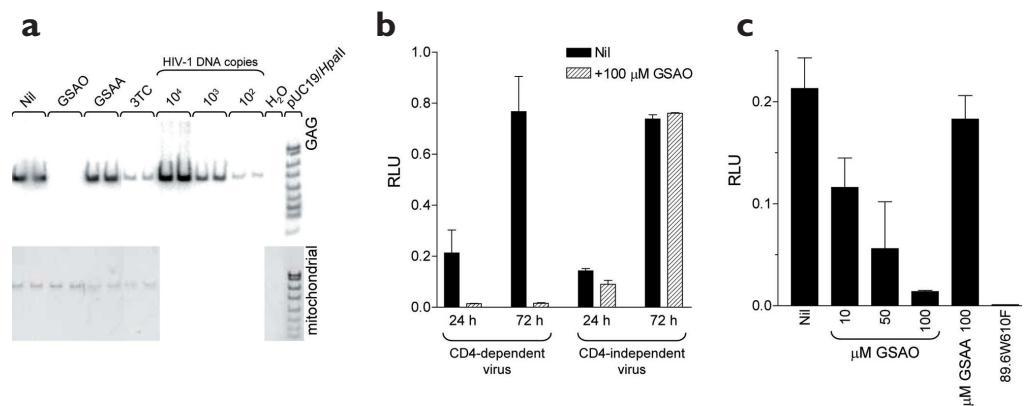 a
HIV-1 DNA copies
Nil
GSAO
GSAA
3TC
10⁴
10³
10²
H₂O
pUC19/HpaII
GAG
mitochondrial
b
Nil
+100 µM GSAO
RLU
1.0
0.8
0.6
0.4
0.2
0.0
24 h 72 h 24 h 72 h
CD4-dependent virus
CD4-independent virus
c
RLU
0.2
0.1
0.0
Nil
10
50
100
µM GSAO
µM GSAA 100
89.6W610F